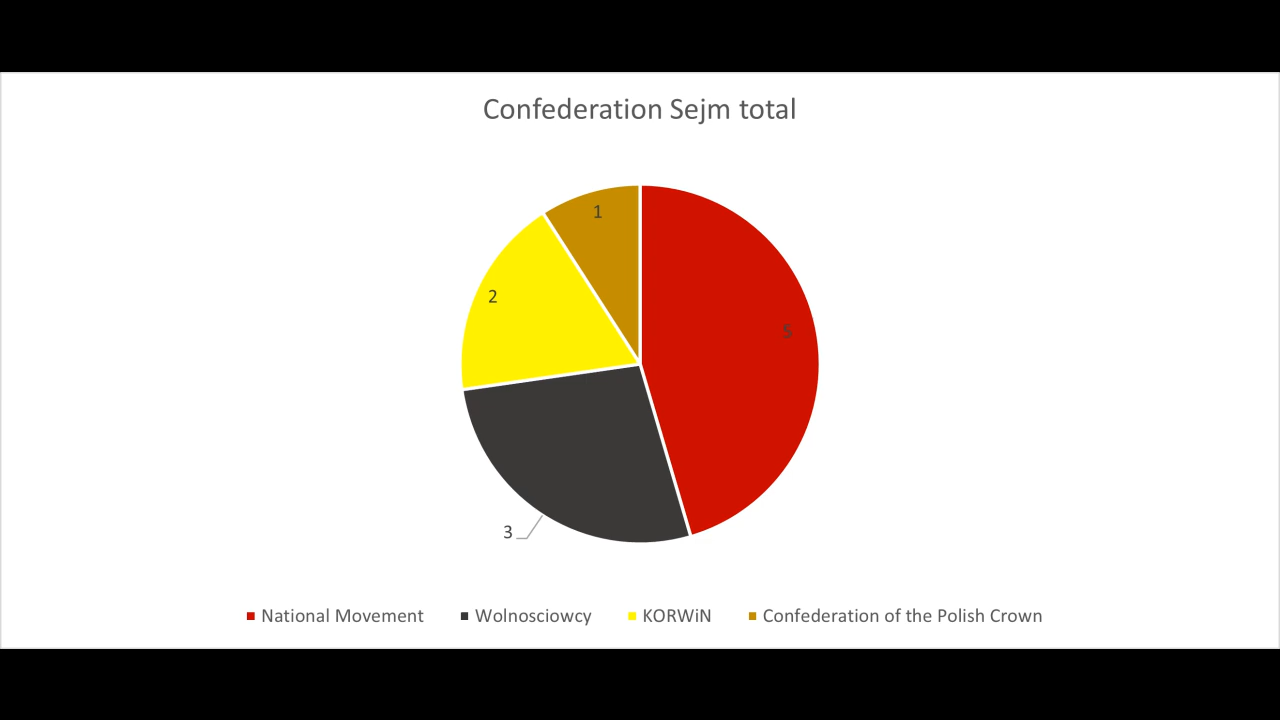 Confederation Sejm total
1
2
5
3
National Movement
Wolnosciowcy
KORWiN
Confederation of the Polish Crown